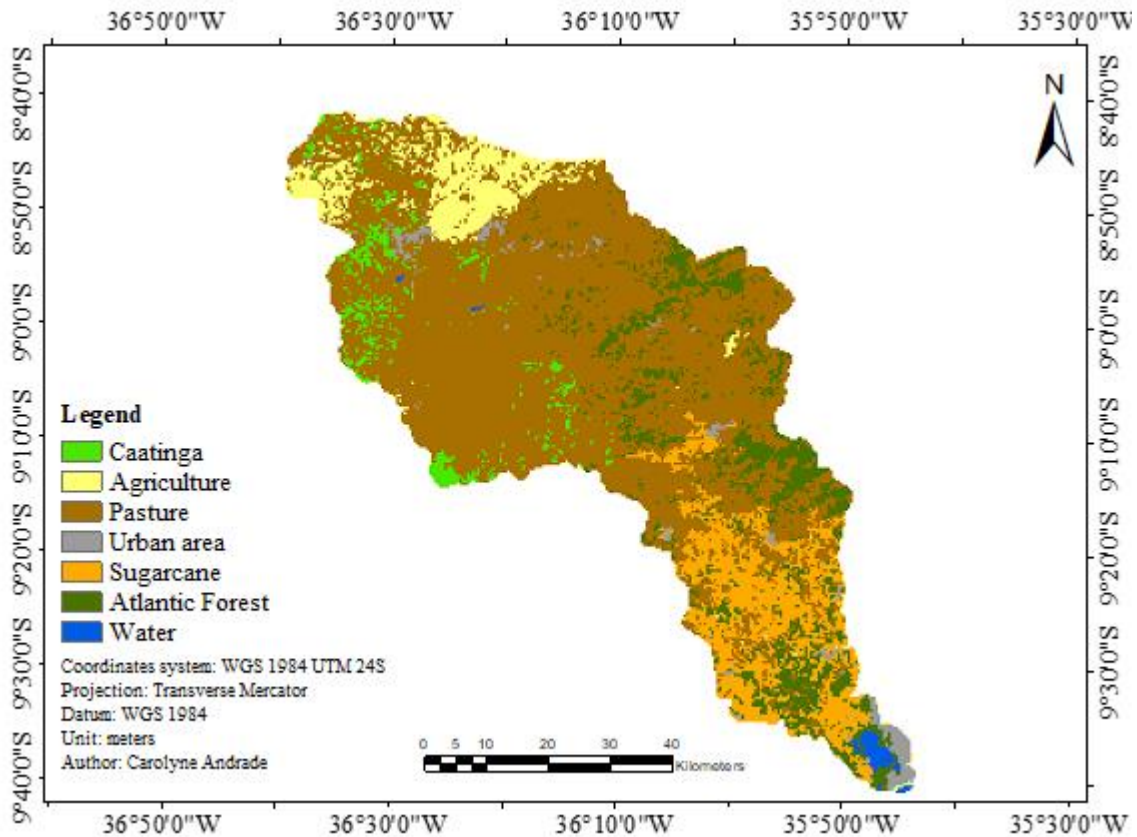 36°50'0"W 36°30'0"W 36°10'0"W 35°50'0"W 35°30'0"W
8°40'0"S
8°50'0"S
9°0'0"S
9°10'0"S
9°20'0"S
9°30'0"S
9°40'0"S
N
8°40'0"S
8°50'0"S
9°0'0"S
9°10'0"S
9°20'0"S
9°30'0"S
Legend
Caatinga
Agriculture
Pasture
Urban area
Sugarcane
Atlantic Forest
Water
Coordinates system: WGS 1984 UTM 24S
Projection: Transverse Mercator
Datum: WGS 1984
Unit: meters
Author: Carolyne Andrade
0 5 10 20 30 40
Kilometers
36°50'0"W 36°30'0"W 36°10'0"W 35°50'0"W 35°30'0"W